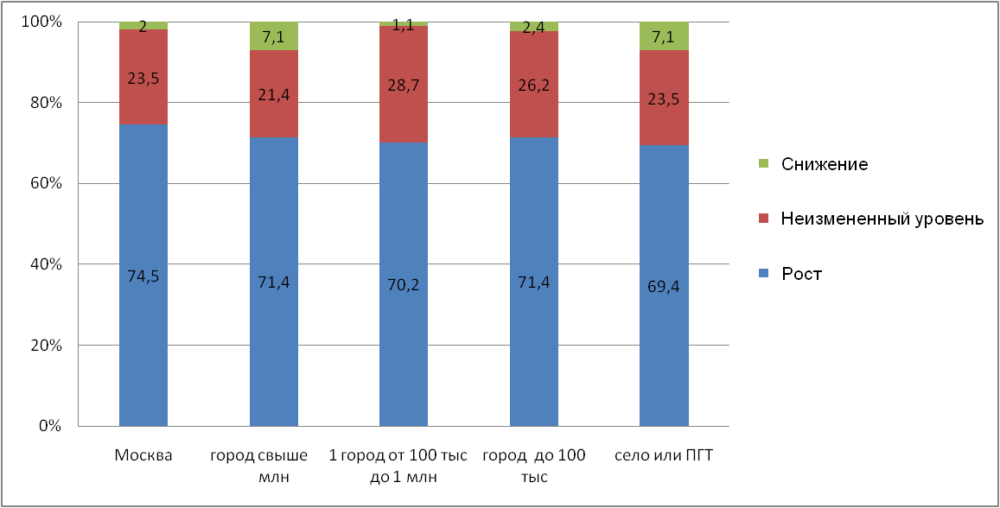 100%
80%
60%
40%
20%
0%
2
7,1
1,1
2,4
7,1
23,5
21,4
28,7
26,2
23,5
74,5
71,4
70,2
71,4
69,4
Москва
город свыше
млн
1 город от 100 тыс
до 1 млн
город до 100
тыс
село или ПГТ
Снижение
Неизмененный уровень
Рост